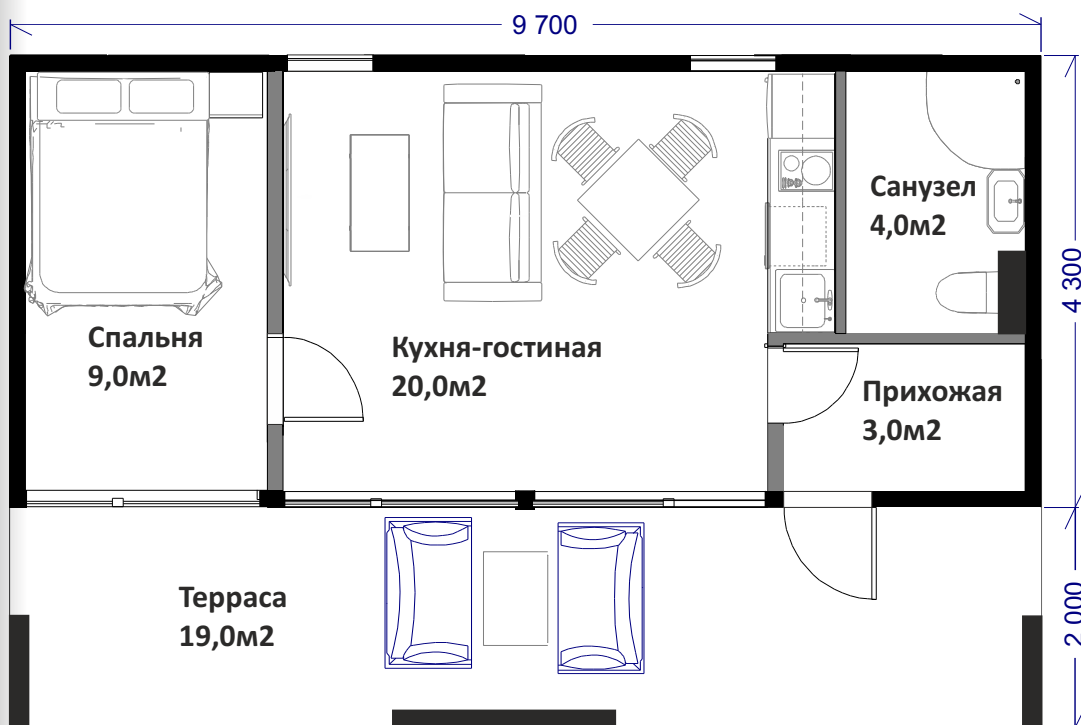 9 700
Санузел
4,0м2
4 300
Спальня
9,0м2
Кухня-гостиная
20,0м2
Прихожая
3,0м2
Терраса
19,0м2
2 000